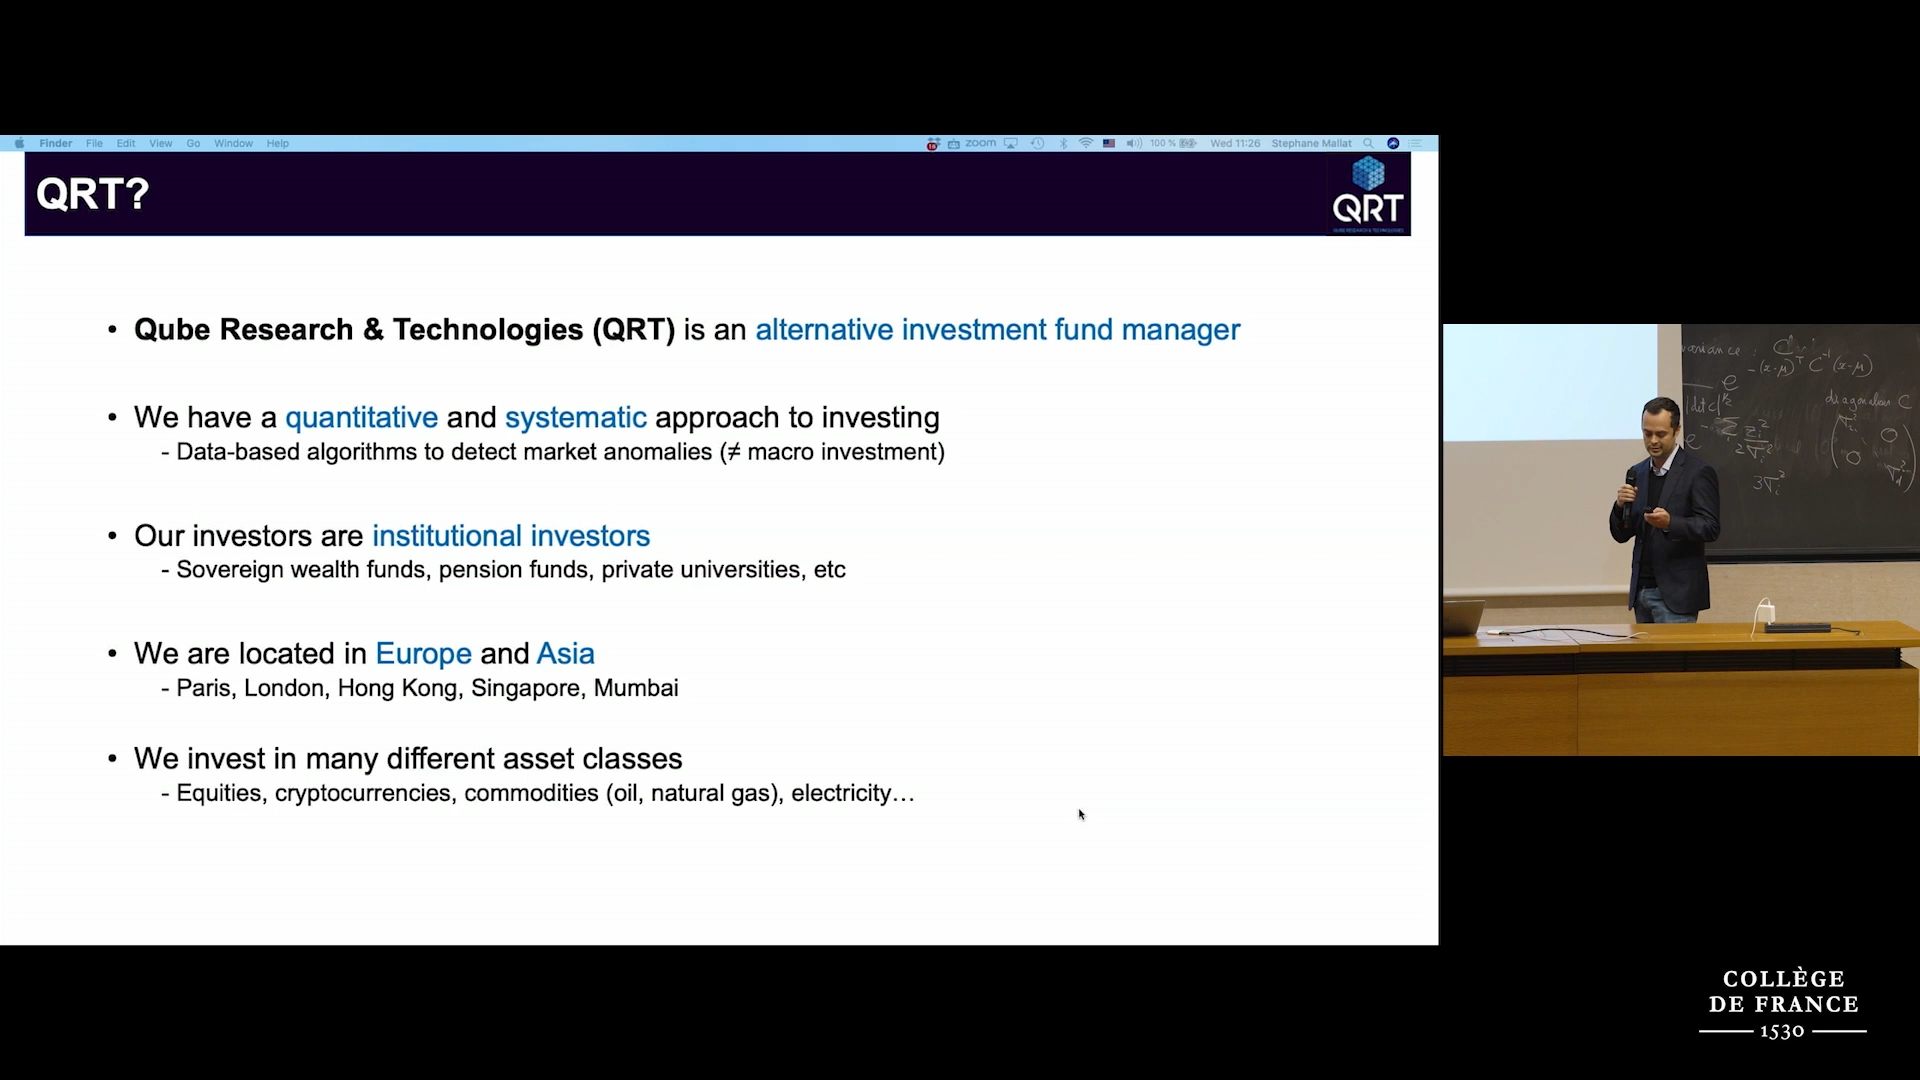 Finder File Edit View Go Window Help
zoom 100 % Wed 11:26 Stephane Mallat
QRT?
QRT
QUBE RESEARCH & TECHNOLOGIES
• Qube Research & Technologies (QRT) is an alternative investment fund manager
• We have a quantitative and systematic approach to investing
- Data-based algorithms to detect market anomalies (≠ macro investment)
• Our investors are institutional investors
- Sovereign wealth funds, pension funds, private universities, etc
• We are located in Europe and Asia
- Paris, London, Hong Kong, Singapore, Mumbai
• We invest in many different asset classes
- Equities, cryptocurrencies, commodities (oil, natural gas), electricity…
COLLÈGE
DE FRANCE
1530